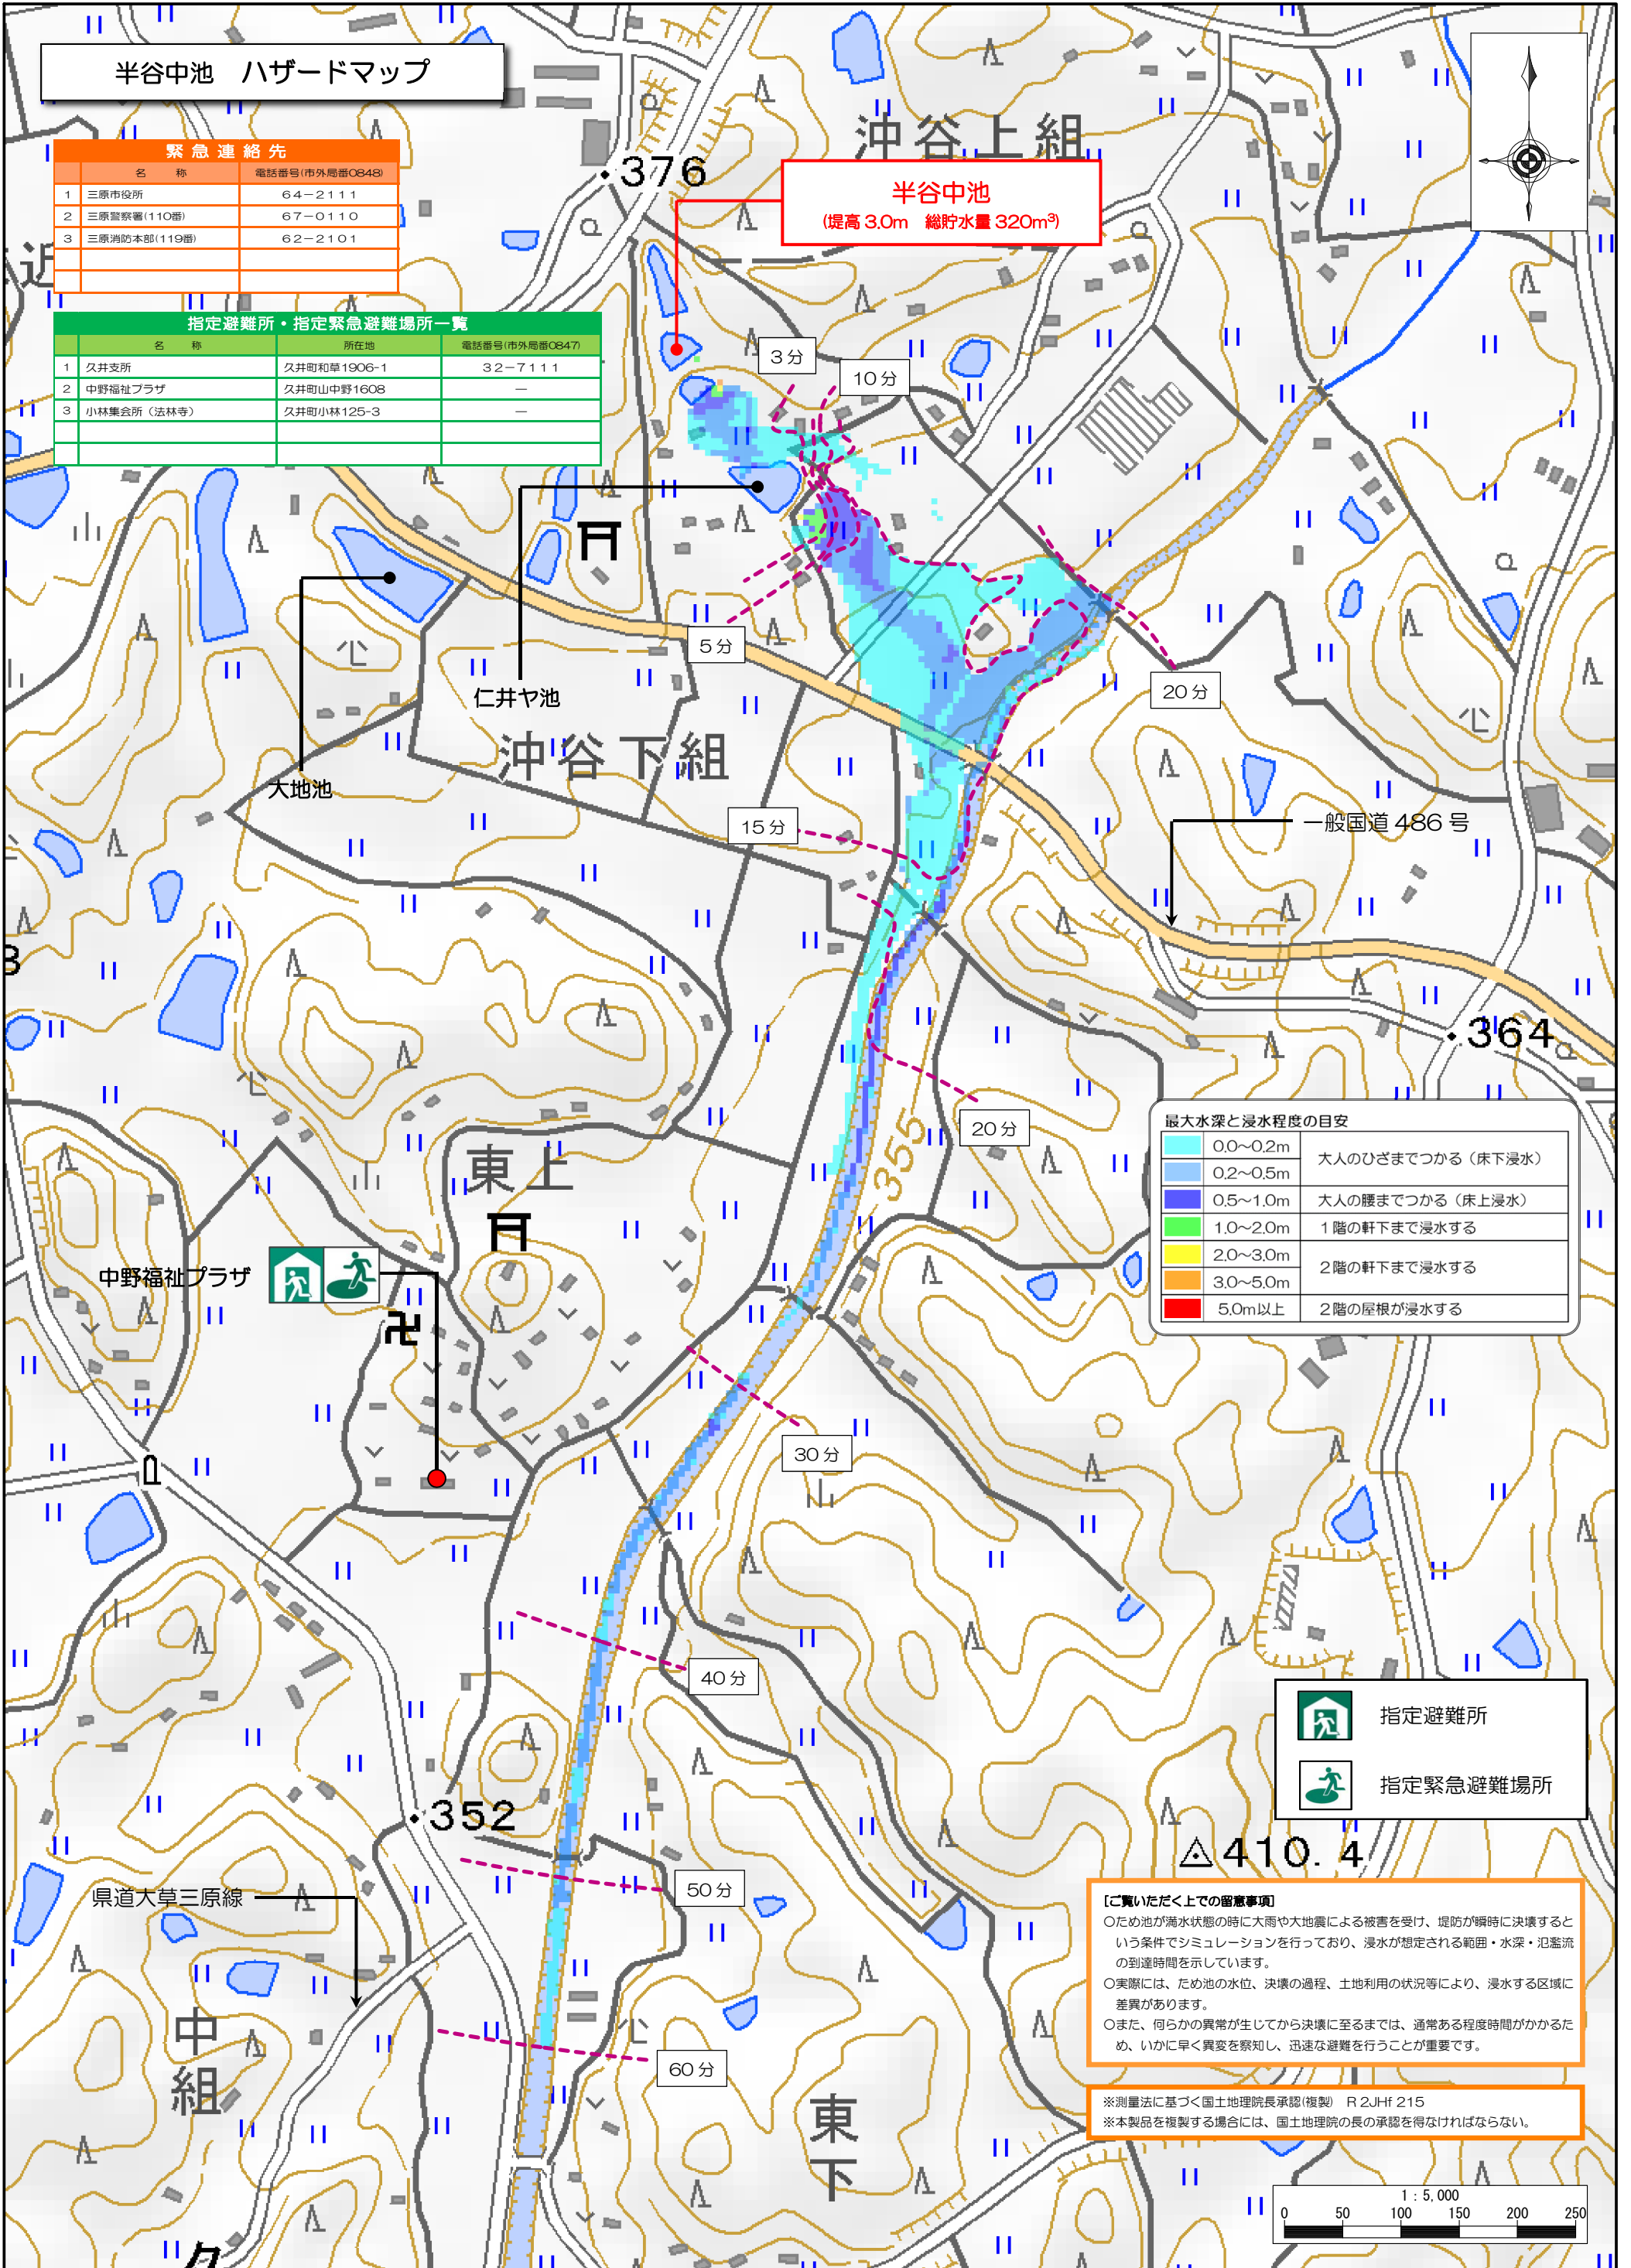 半谷中池 ハザードマップ
緊急連絡先
名 称 電話番号(市外局番0848)
1 三原市役所 64-2111
2 三原警察署(110番) 67-0110
3 三原消防本部(119番) 62-2101
指定避難所・指定緊急避難場所一覧
名 称 所在地 電話番号(市外局番0847)
1 久井支所 久井町和草1906-1 32-7111
2 中野福祉プラザ 久井町山中野1608 ―
3 小林集会所(法林寺) 久井町小林125-3 ―
沖谷上組
376
半谷中池
(堤高 3.0m 総貯水量 320m³)
3分
10分
5分
仁井ヤ池
20分
沖谷下組
大地池
15分
一般国道 486 号
364
20分
355
東上
最大水深と浸水程度の目安
0.0～0.2m 大人のひざまでつかる(床下浸水)
0.2～0.5m
0.5～1.0m 大人の腰までつかる(床上浸水)
1.0～2.0m 1階の軒下まで浸水する
2.0～3.0m 2階の軒下まで浸水する
3.0～5.0m
5.0m以上 2階の屋根が浸水する
中野福祉プラザ
30分
40分
指定避難所
指定緊急避難場所
352
410.4
50分
県道大草三原線
[ご覧いただく上での留意事項]
○ため池が満水状態の時に大雨や大地震による被害を受け、堤防が瞬時に決壊すると
いう条件でシミュレーションを行っており、浸水が想定される範囲・水深・氾濫流
の到達時間を示しています。
○実際には、ため池の水位、決壊の過程、土地利用の状況等により、浸水する区域に
差異があります。
○また、何らかの異常が生じてから決壊に至るまでは、通常ある程度時間がかかるた
め、いかに早く異変を察知し、迅速な避難を行うことが重要です。
中組
60分
東下
※測量法に基づく国土地理院長承認(複製) R 2JHf 215
※本製品を複製する場合には、国土地理院の長の承認を得なければならない。
1：5,000
0 50 100 150 200 250